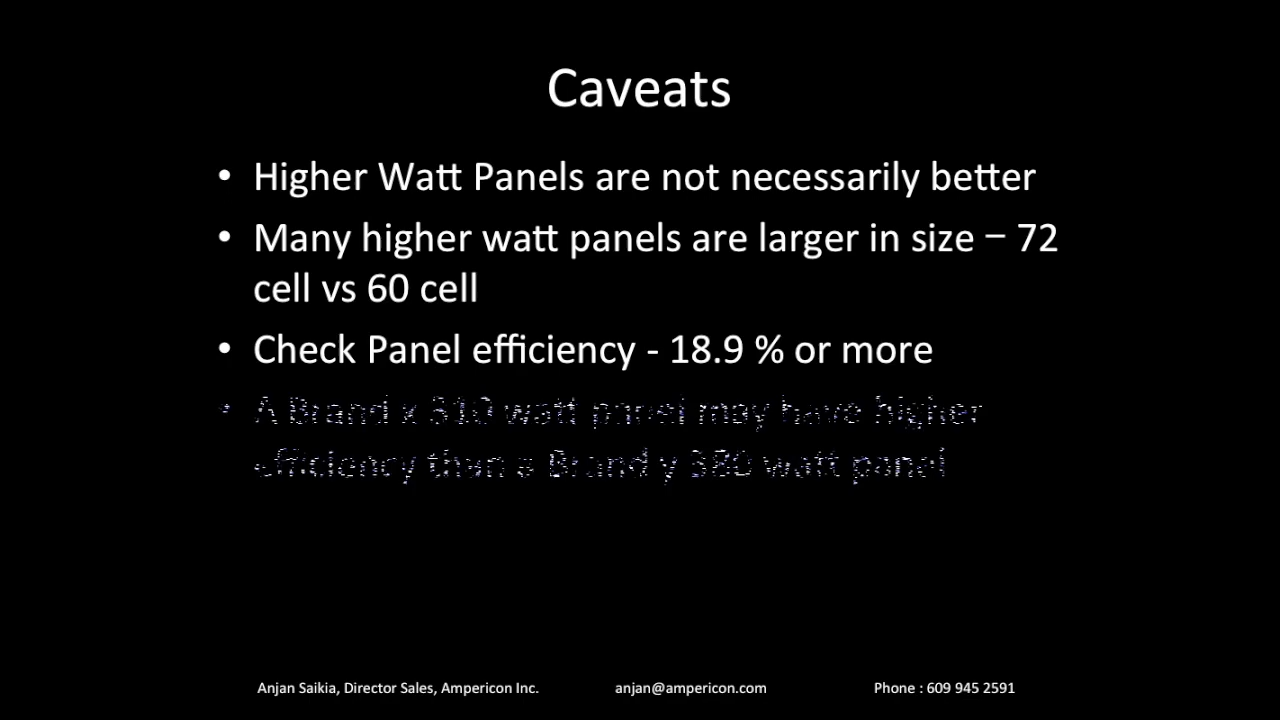 Caveats
• Higher Watt Panels are not necessarily better
• Many higher watt panels are larger in size – 72
cell vs 60 cell
• Check Panel efficiency - 18.9 % or more
• A Brand x 310 watt panel may have higher
efficiency than a Brand y 380 watt panel
Anjan Saikia, Director Sales, Ampericon Inc. anjan@ampericon.com Phone : 609 945 2591